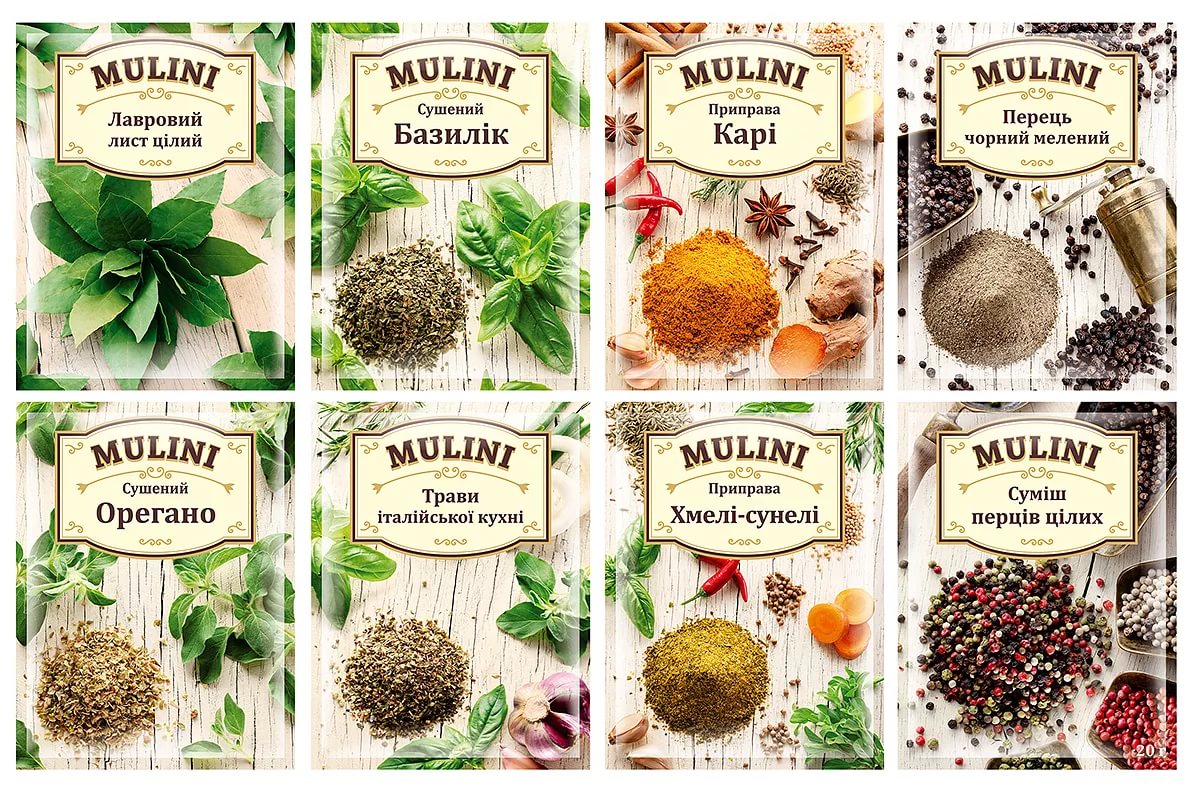 MULINI
Лавровий
лист цілий
MULINI
Сушений
Базилік
MULINI
Приправа
Карі
MULINI
Перець
чорний мелений
MULINI
Сушений
Орегано
MULINI
Трави
італійської кухні
MULINI
Приправа
Хмелі-сунелі
MULINI
Суміш
перців цілих
20 г